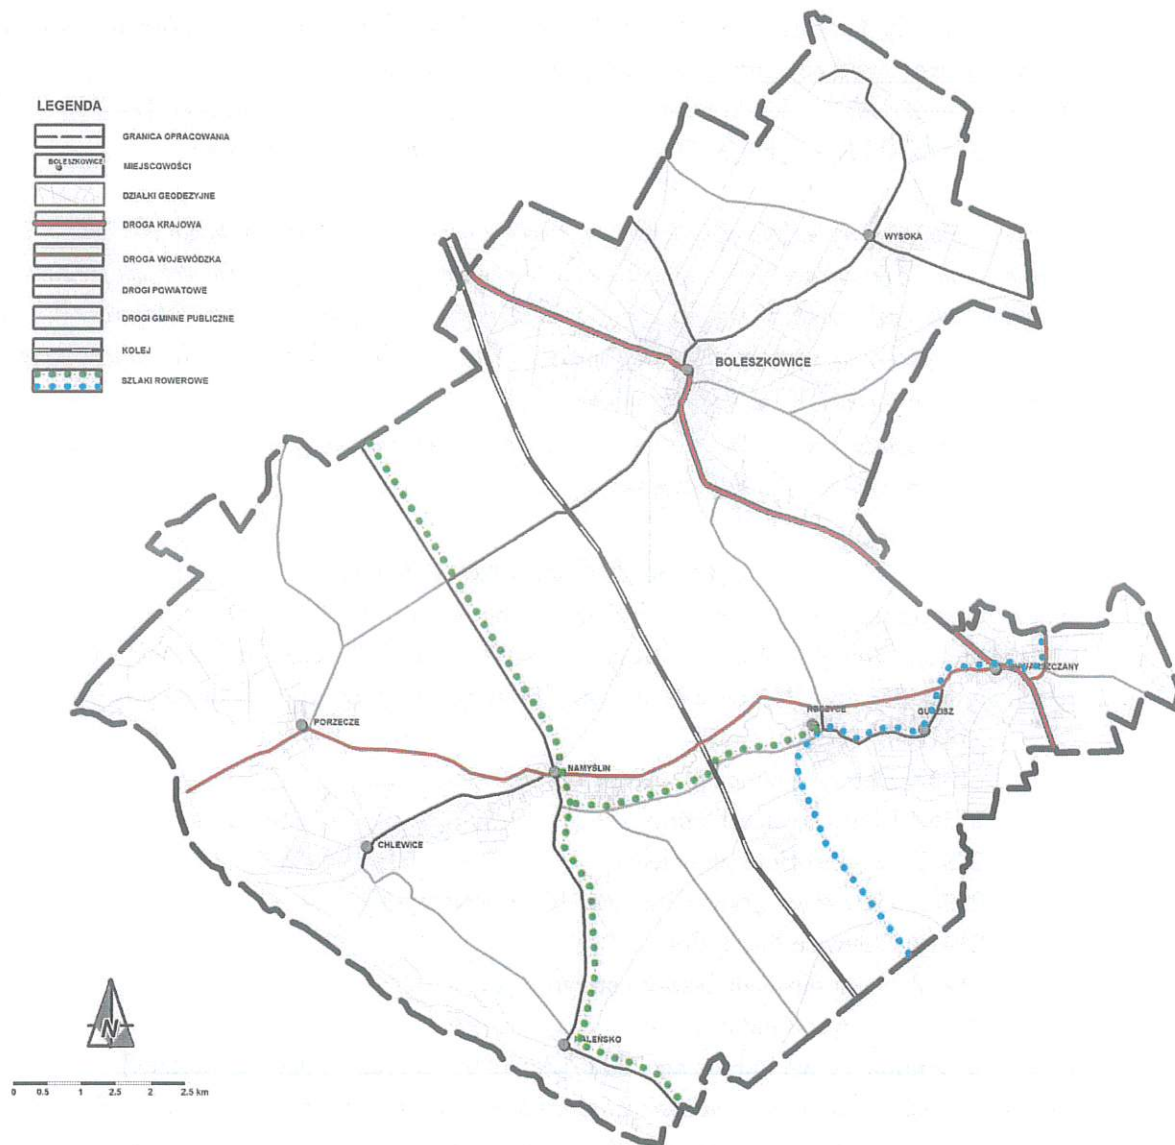 LEGENDA
GRANICA OPRACOWANIA
BOLESZKOWICE
MIEJSCOWOŚCI
DZIAŁKI GEODEZYJNE
DROGA KRAJOWA
DROGA WOJEWÓDZKA
DROGI POWIATOWE
DROGI GMINNE PUBLICZNE
KOLEJ
SZLAKI ROWEROWE
WYSOKA
BOLESZKOWICE
PORZECZE
NAMYŚLIN
CHLEWICE
N
0 0.5 1 2.5 2 2.5 km